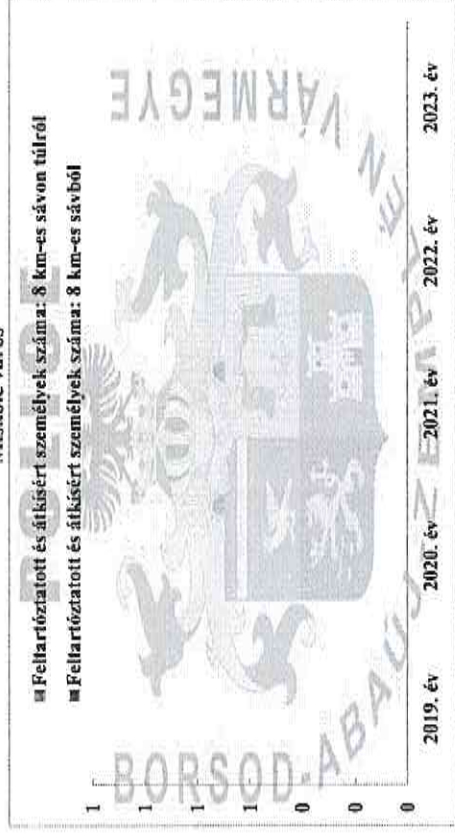 ■ Feltartóztatott és átkísért személyek száma: 8 km-es sávon túlról
■ Feltartóztatott és átkísért személyek száma: 8 km-es sávból
1
1
1
1
0
0
0
2019. év
2020. év
2021. év
2022. év
2023. év
POLICE
BORSOD-ABAÚJ-ZEMPLÉN VÁRMEGYE